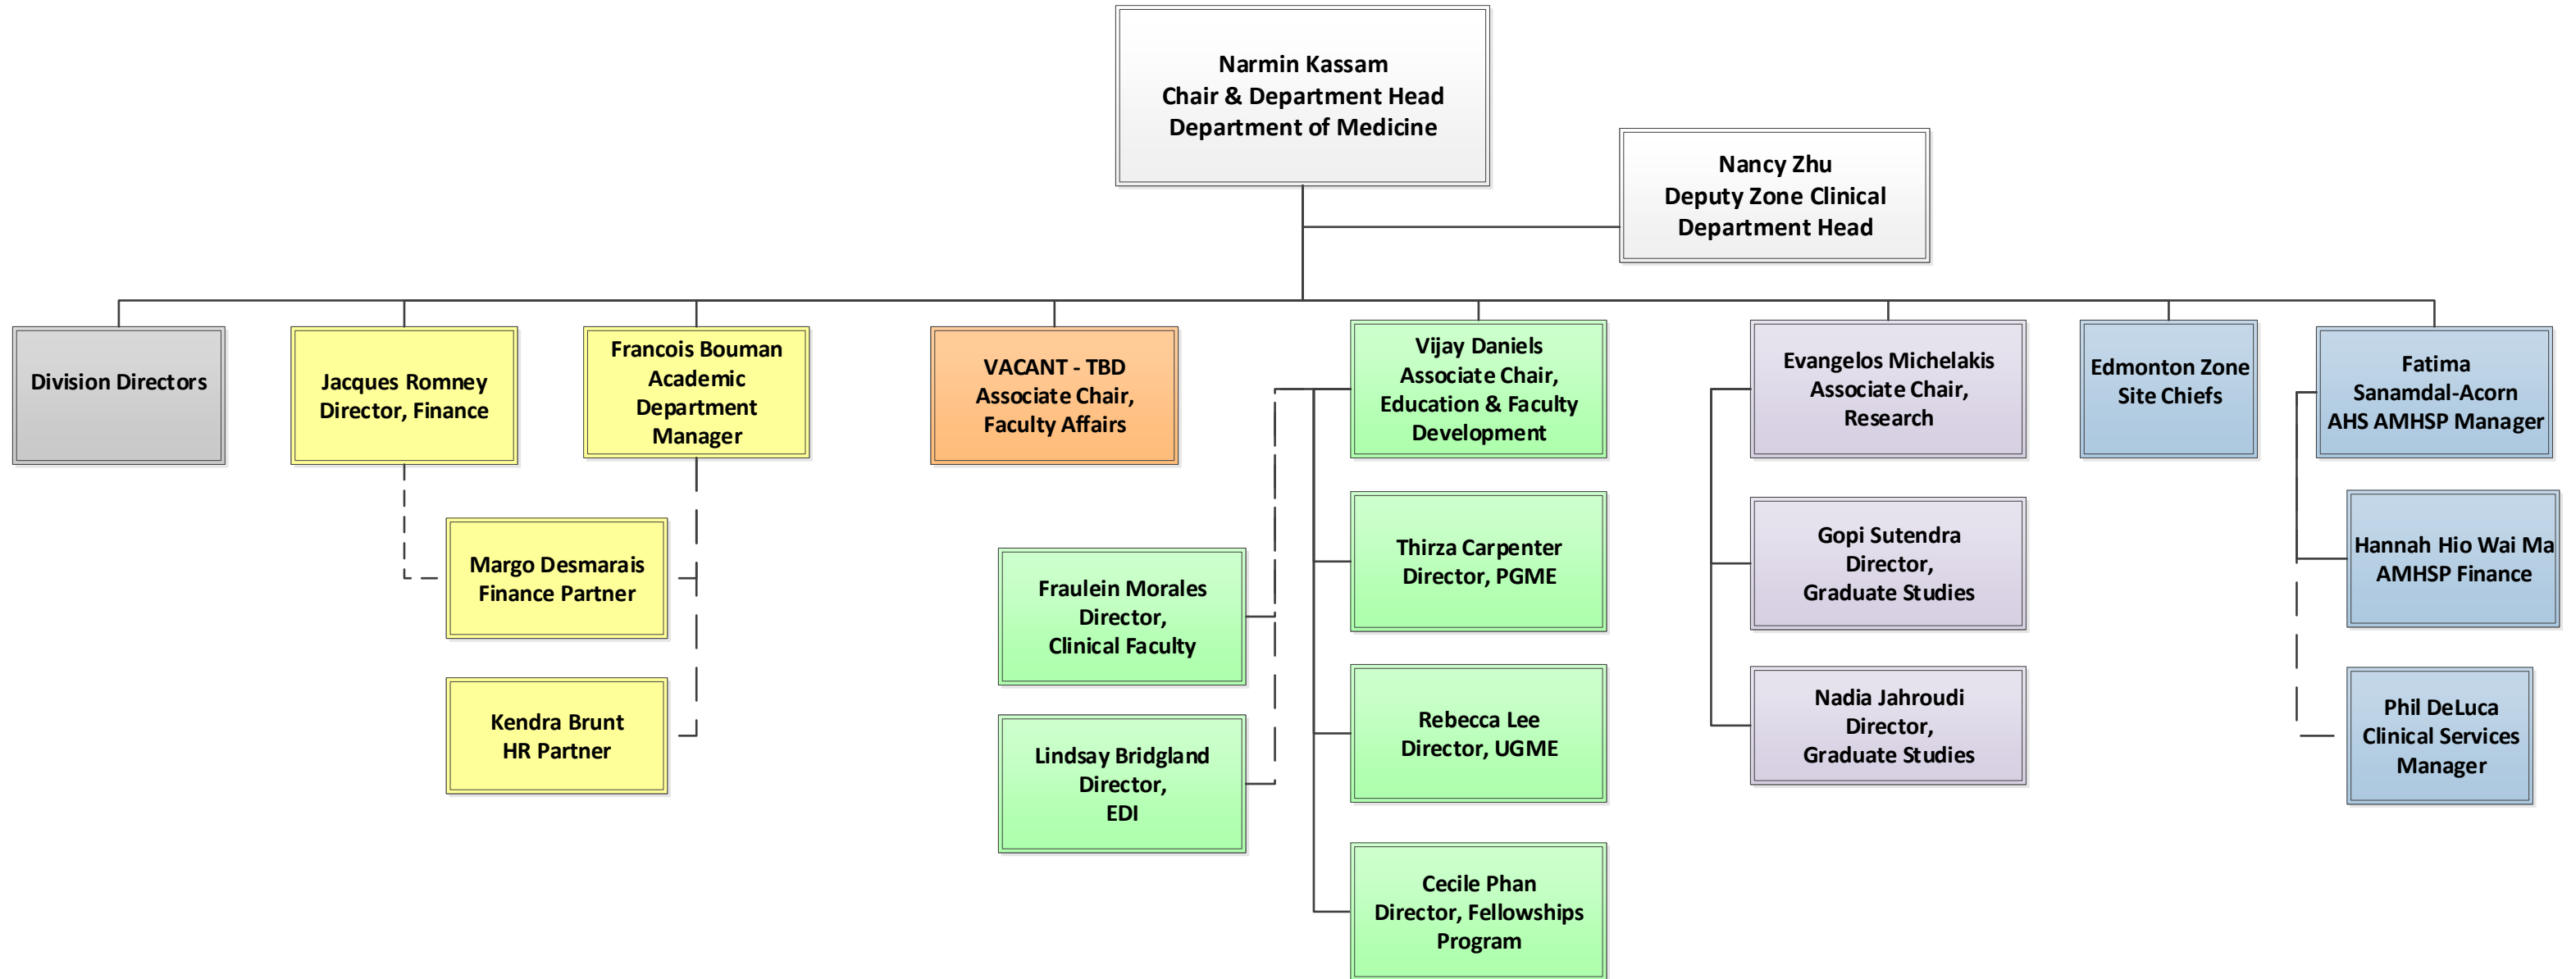 Narmin Kassam
Chair & Department Head
Department of Medicine
Nancy Zhu
Deputy Zone Clinical
Department Head
Division Directors
Jacques Romney
Director, Finance
Francois Bouman
Academic
Department
Manager
VACANT - TBD
Associate Chair,
Faculty Affairs
Vijay Daniels
Associate Chair,
Education & Faculty
Development
Evangelos Michelakis
Associate Chair,
Research
Edmonton Zone
Site Chiefs
Fatima
Sanamdal-Acorn
AHS AMHSP Manager
Margo Desmarais
Finance Partner
Kendra Brunt
HR Partner
Fraulein Morales
Director,
Clinical Faculty
Lindsay Bridgland
Director,
EDI
Thirza Carpenter
Director, PGME
Rebecca Lee
Director, UGME
Cecile Phan
Director, Fellowships
Program
Gopi Sutendra
Director,
Graduate Studies
Nadia Jahroudi
Director,
Graduate Studies
Hannah Hio Wai Ma
AMHSP Finance
Phil DeLuca
Clinical Services
Manager